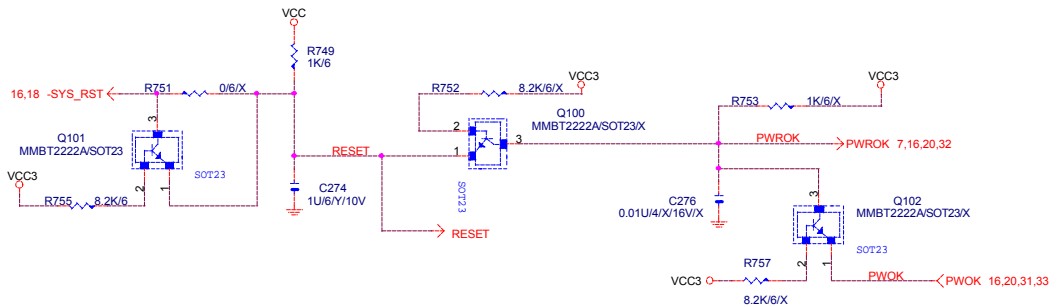 VCC
R749
1K/6
16,18 -SYS_RST
R751
0/6/X
R752
8.2K/6/X
VCC3
VCC3
R753
1K/6/X
3
Q101
MMBT2222A/SOT23
SOT23
VCC3
R755
8.2K/6
2
1
RESET
2
1
3
Q100
MMBT2222A/SOT23/X
SOT23
PWROK
PWROK 7,16,20,32
C274
1U/6/Y/10V
RESET
C276
0.01U/4/X/16V/X
3
Q102
MMBT2222A/SOT23/X
SOT23
R757
VCC3
8.2K/6/X
2
1
PWOK
PWOK 16,20,31,33